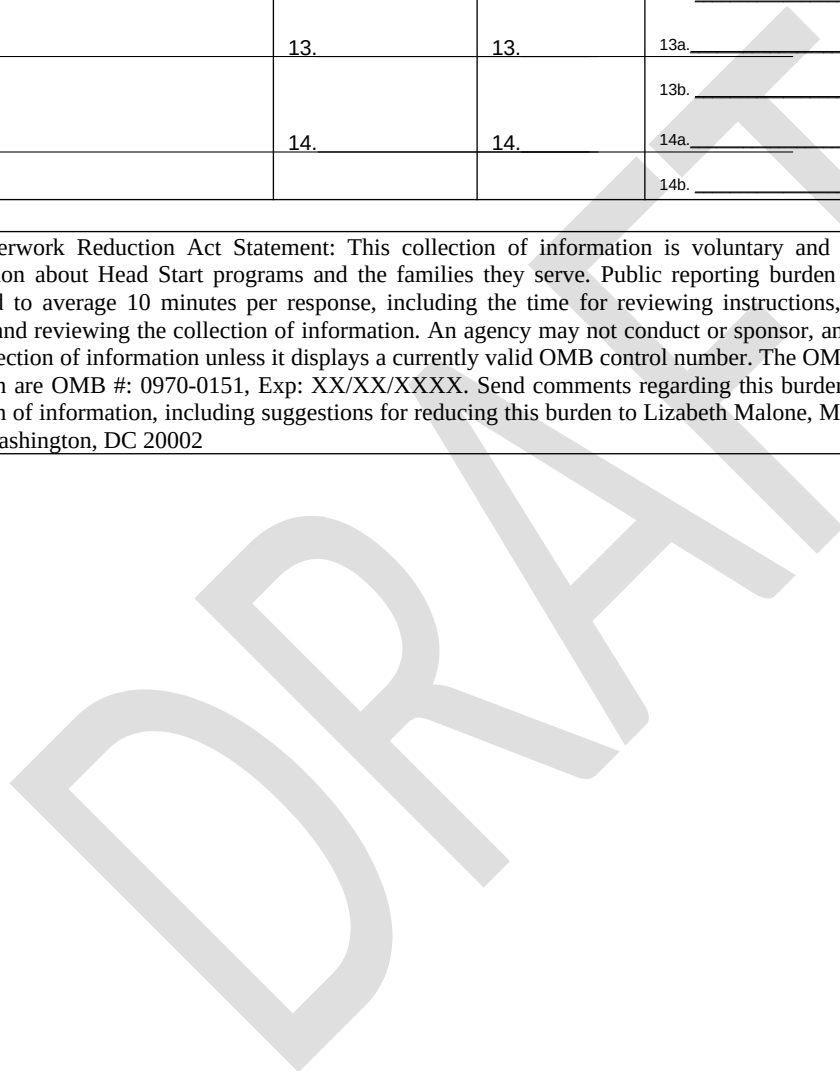 13. 13. 13a.
13b.
14. 14. 14a.
14b.
erwork Reduction Act Statement: This collection of information is voluntary and
ion about Head Start programs and the families they serve. Public reporting burden
d to average 10 minutes per response, including the time for reviewing instructions,
and reviewing the collection of information. An agency may not conduct or sponsor, an
ection of information unless it displays a currently valid OMB control number. The OM
n are OMB #: 0970-0151, Exp: XX/XX/XXXX. Send comments regarding this burden
n of information, including suggestions for reducing this burden to Lizabeth Malone, M
ashington, DC 20002
DRAFT